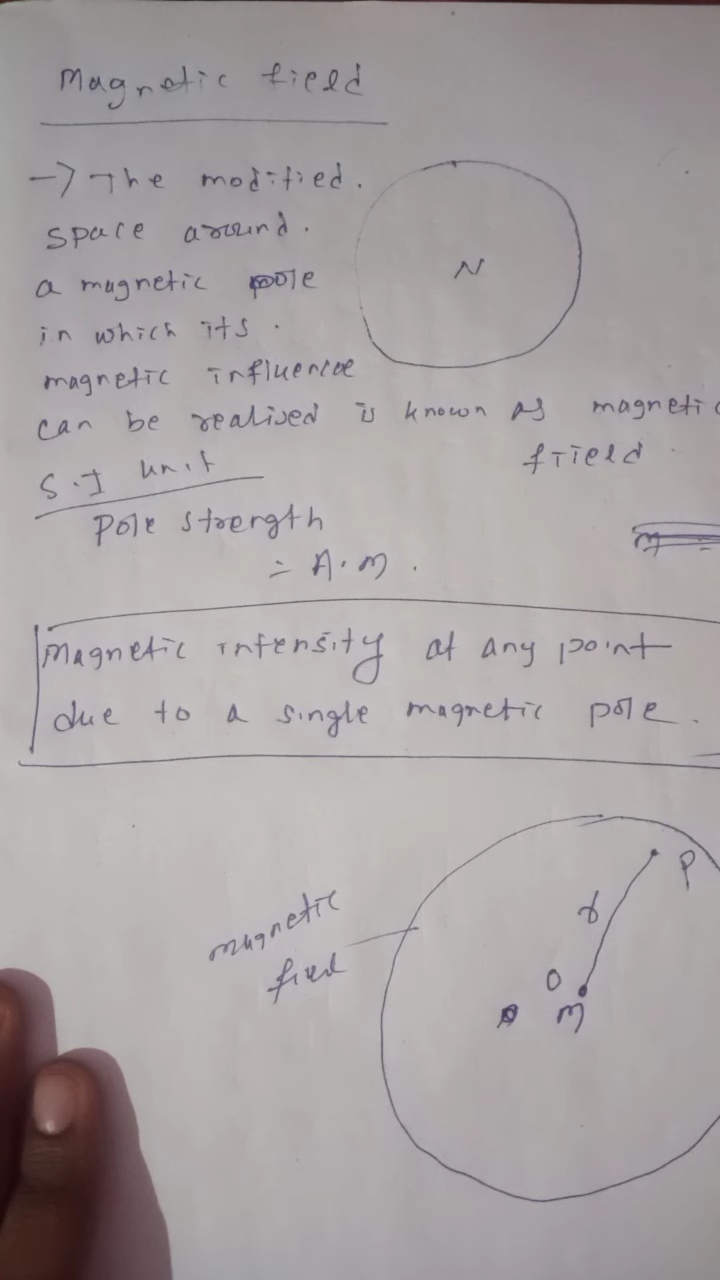 Magnetic field
→ The modified.
space around.
a magnetic pole
in which its.
magnetic influence
N
can be realised is known as magnetic
field.
S.I unit
Pole strength
= A.m.
m
Magnetic intensity at any point
due to a single magnetic pole.
P
magnetic
field
r
O
m